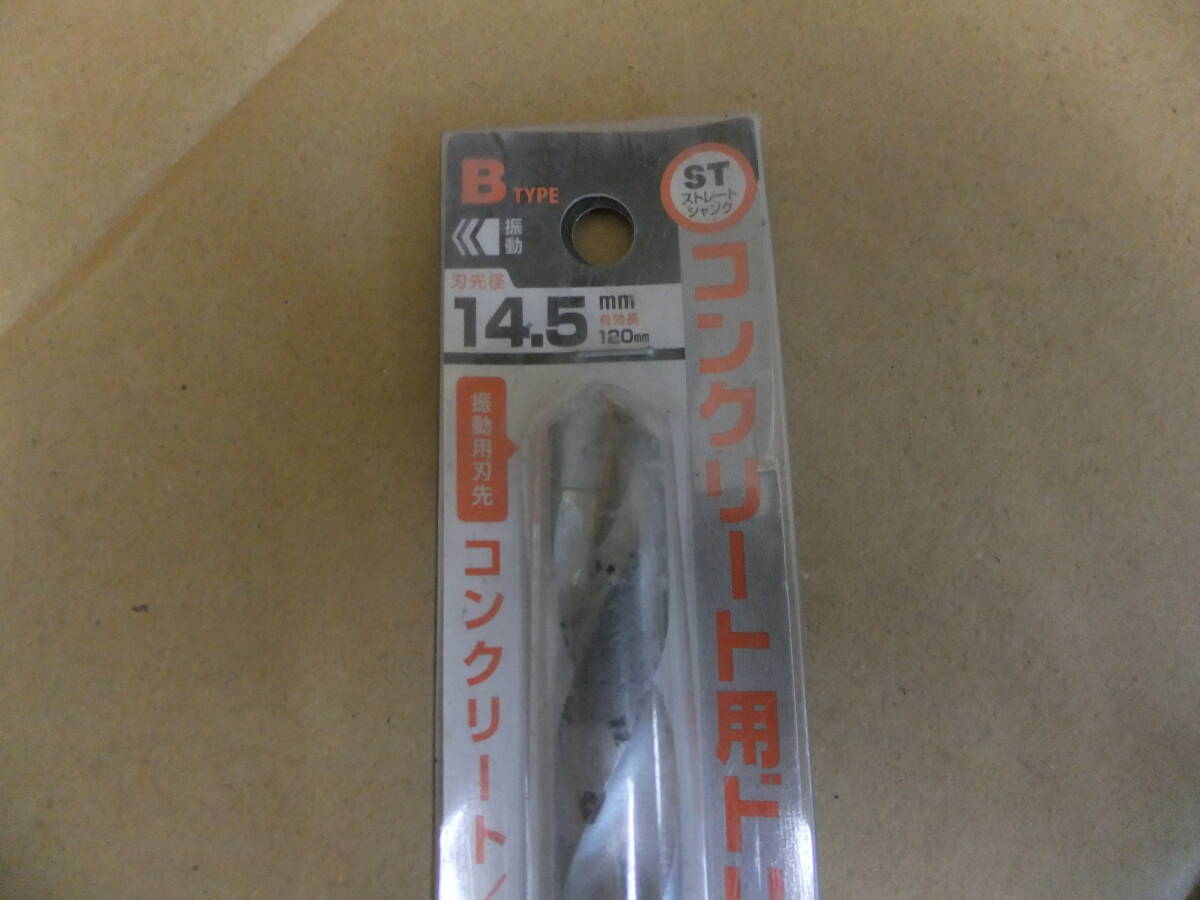 B TYPE
振動
ST
ストレート
シャンク
刃先径
14.5 mm
有効長
120mm
振動用刃先
コンクリート/
コンクリート用ド